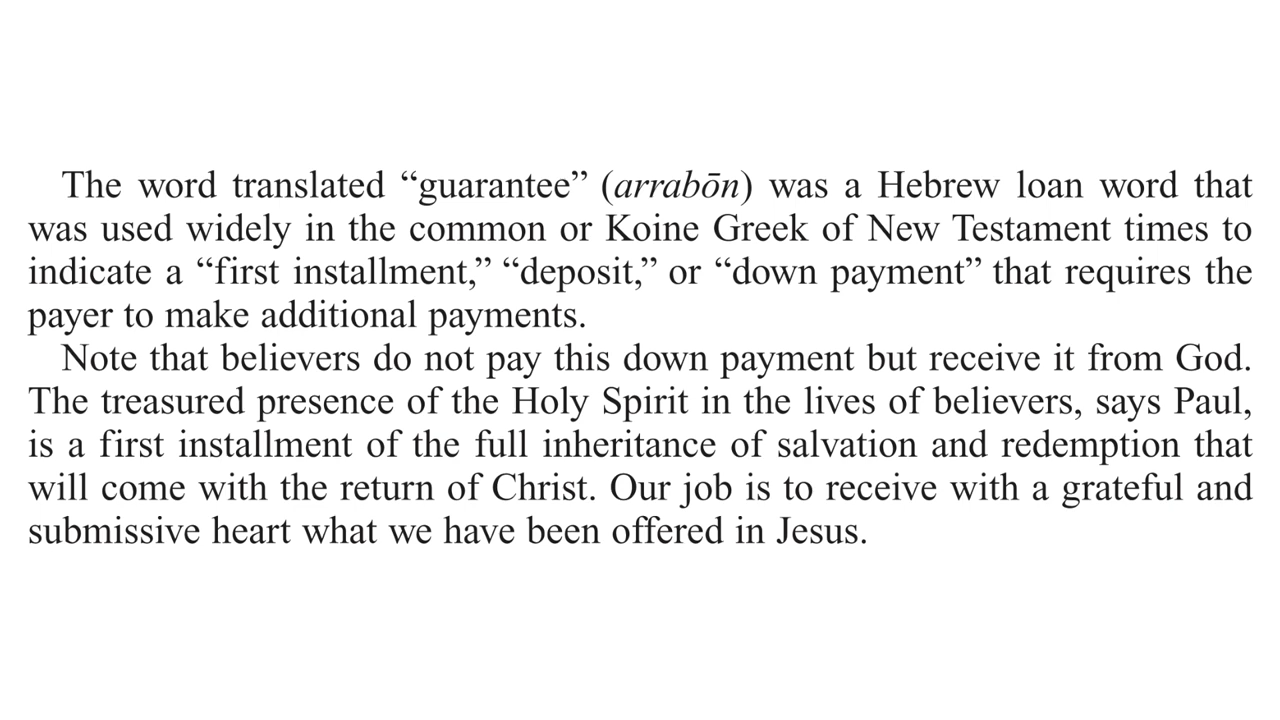 The word translated “guarantee” (arrabōn) was a Hebrew loan word that
was used widely in the common or Koine Greek of New Testament times to
indicate a “first installment,” “deposit,” or “down payment” that requires the
payer to make additional payments.
Note that believers do not pay this down payment but receive it from God.
The treasured presence of the Holy Spirit in the lives of believers, says Paul,
is a first installment of the full inheritance of salvation and redemption that
will come with the return of Christ. Our job is to receive with a grateful and
submissive heart what we have been offered in Jesus.